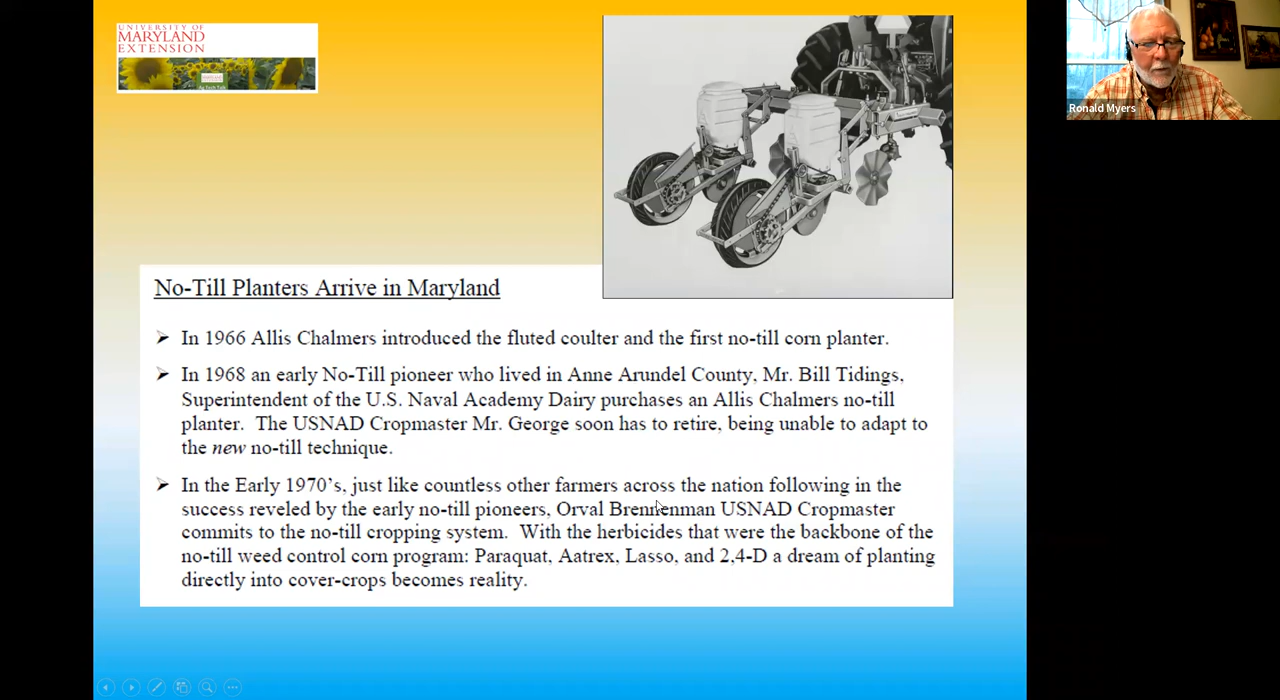 UNIVERSITY OF
MARYLAND
EXTENSION
Ag Tech Talk
Ronald Myers
No-Till Planters Arrive in Maryland
➢ In 1966 Allis Chalmers introduced the fluted coulter and the first no-till corn planter.
➢ In 1968 an early No-Till pioneer who lived in Anne Arundel County, Mr. Bill Tidings,
Superintendent of the U.S. Naval Academy Dairy purchases an Allis Chalmers no-till
planter. The USNAD Cropmaster Mr. George soon has to retire, being unable to adapt to
the new no-till technique.
➢ In the Early 1970's, just like countless other farmers across the nation following in the
success reveled by the early no-till pioneers, Orval Brennenman USNAD Cropmaster
commits to the no-till cropping system. With the herbicides that were the backbone of the
no-till weed control corn program: Paraquat, Aatrex, Lasso, and 2,4-D a dream of planting
directly into cover-crops becomes reality.